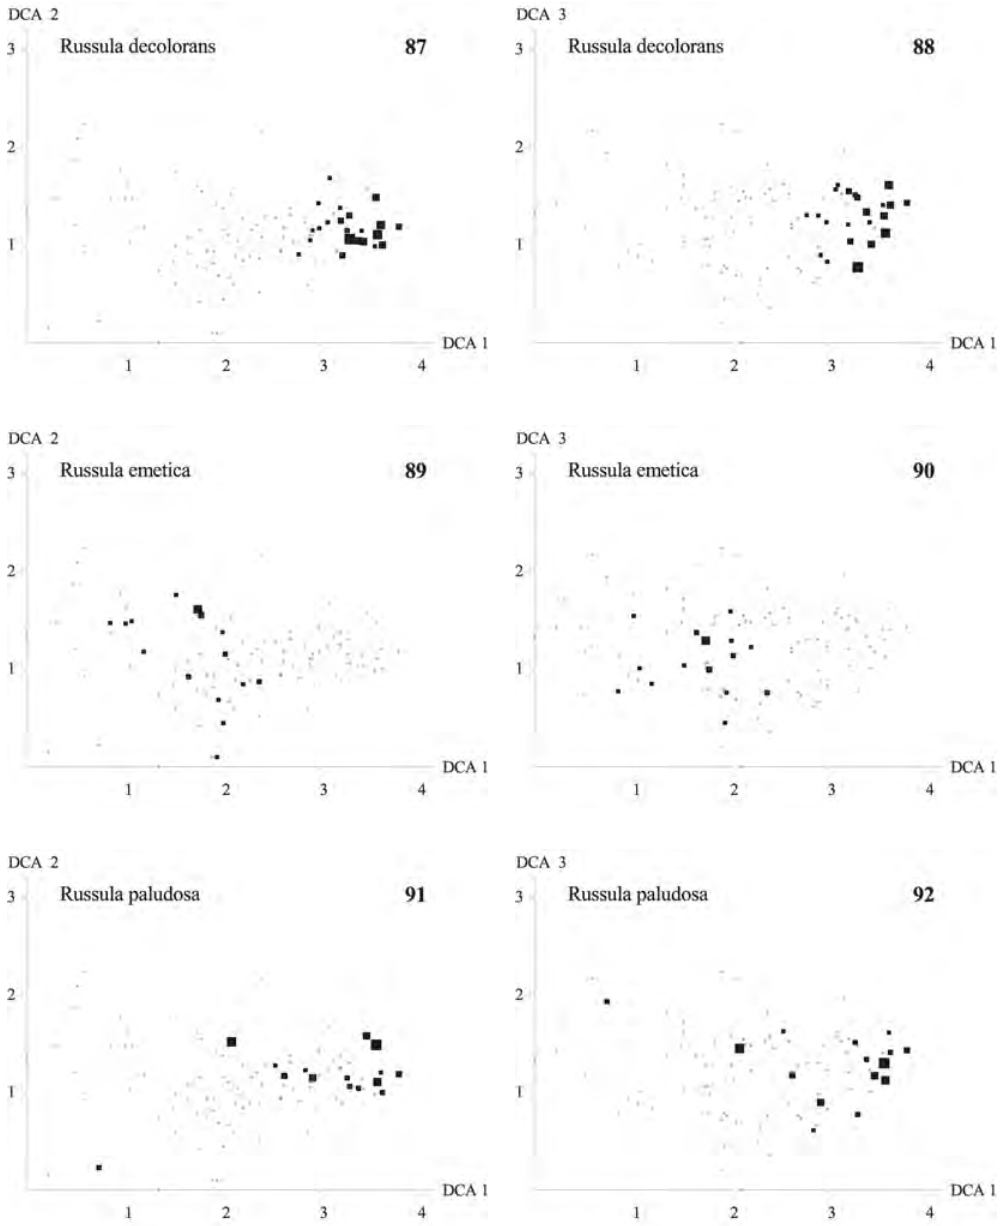 DCA 2
Russula decolorans 87
3
2
1
DCA 1
1 2 3 4
DCA 3
Russula decolorans 88
3
2
1
DCA 1
1 2 3 4
DCA 2
Russula emetica 89
3
2
1
DCA 1
1 2 3 4
DCA 3
Russula emetica 90
3
2
1
DCA 1
1 2 3 4
DCA 2
Russula paludosa 91
3
2
1
DCA 1
1 2 3 4
DCA 3
Russula paludosa 92
3
2
1
DCA 1
1 2 3 4